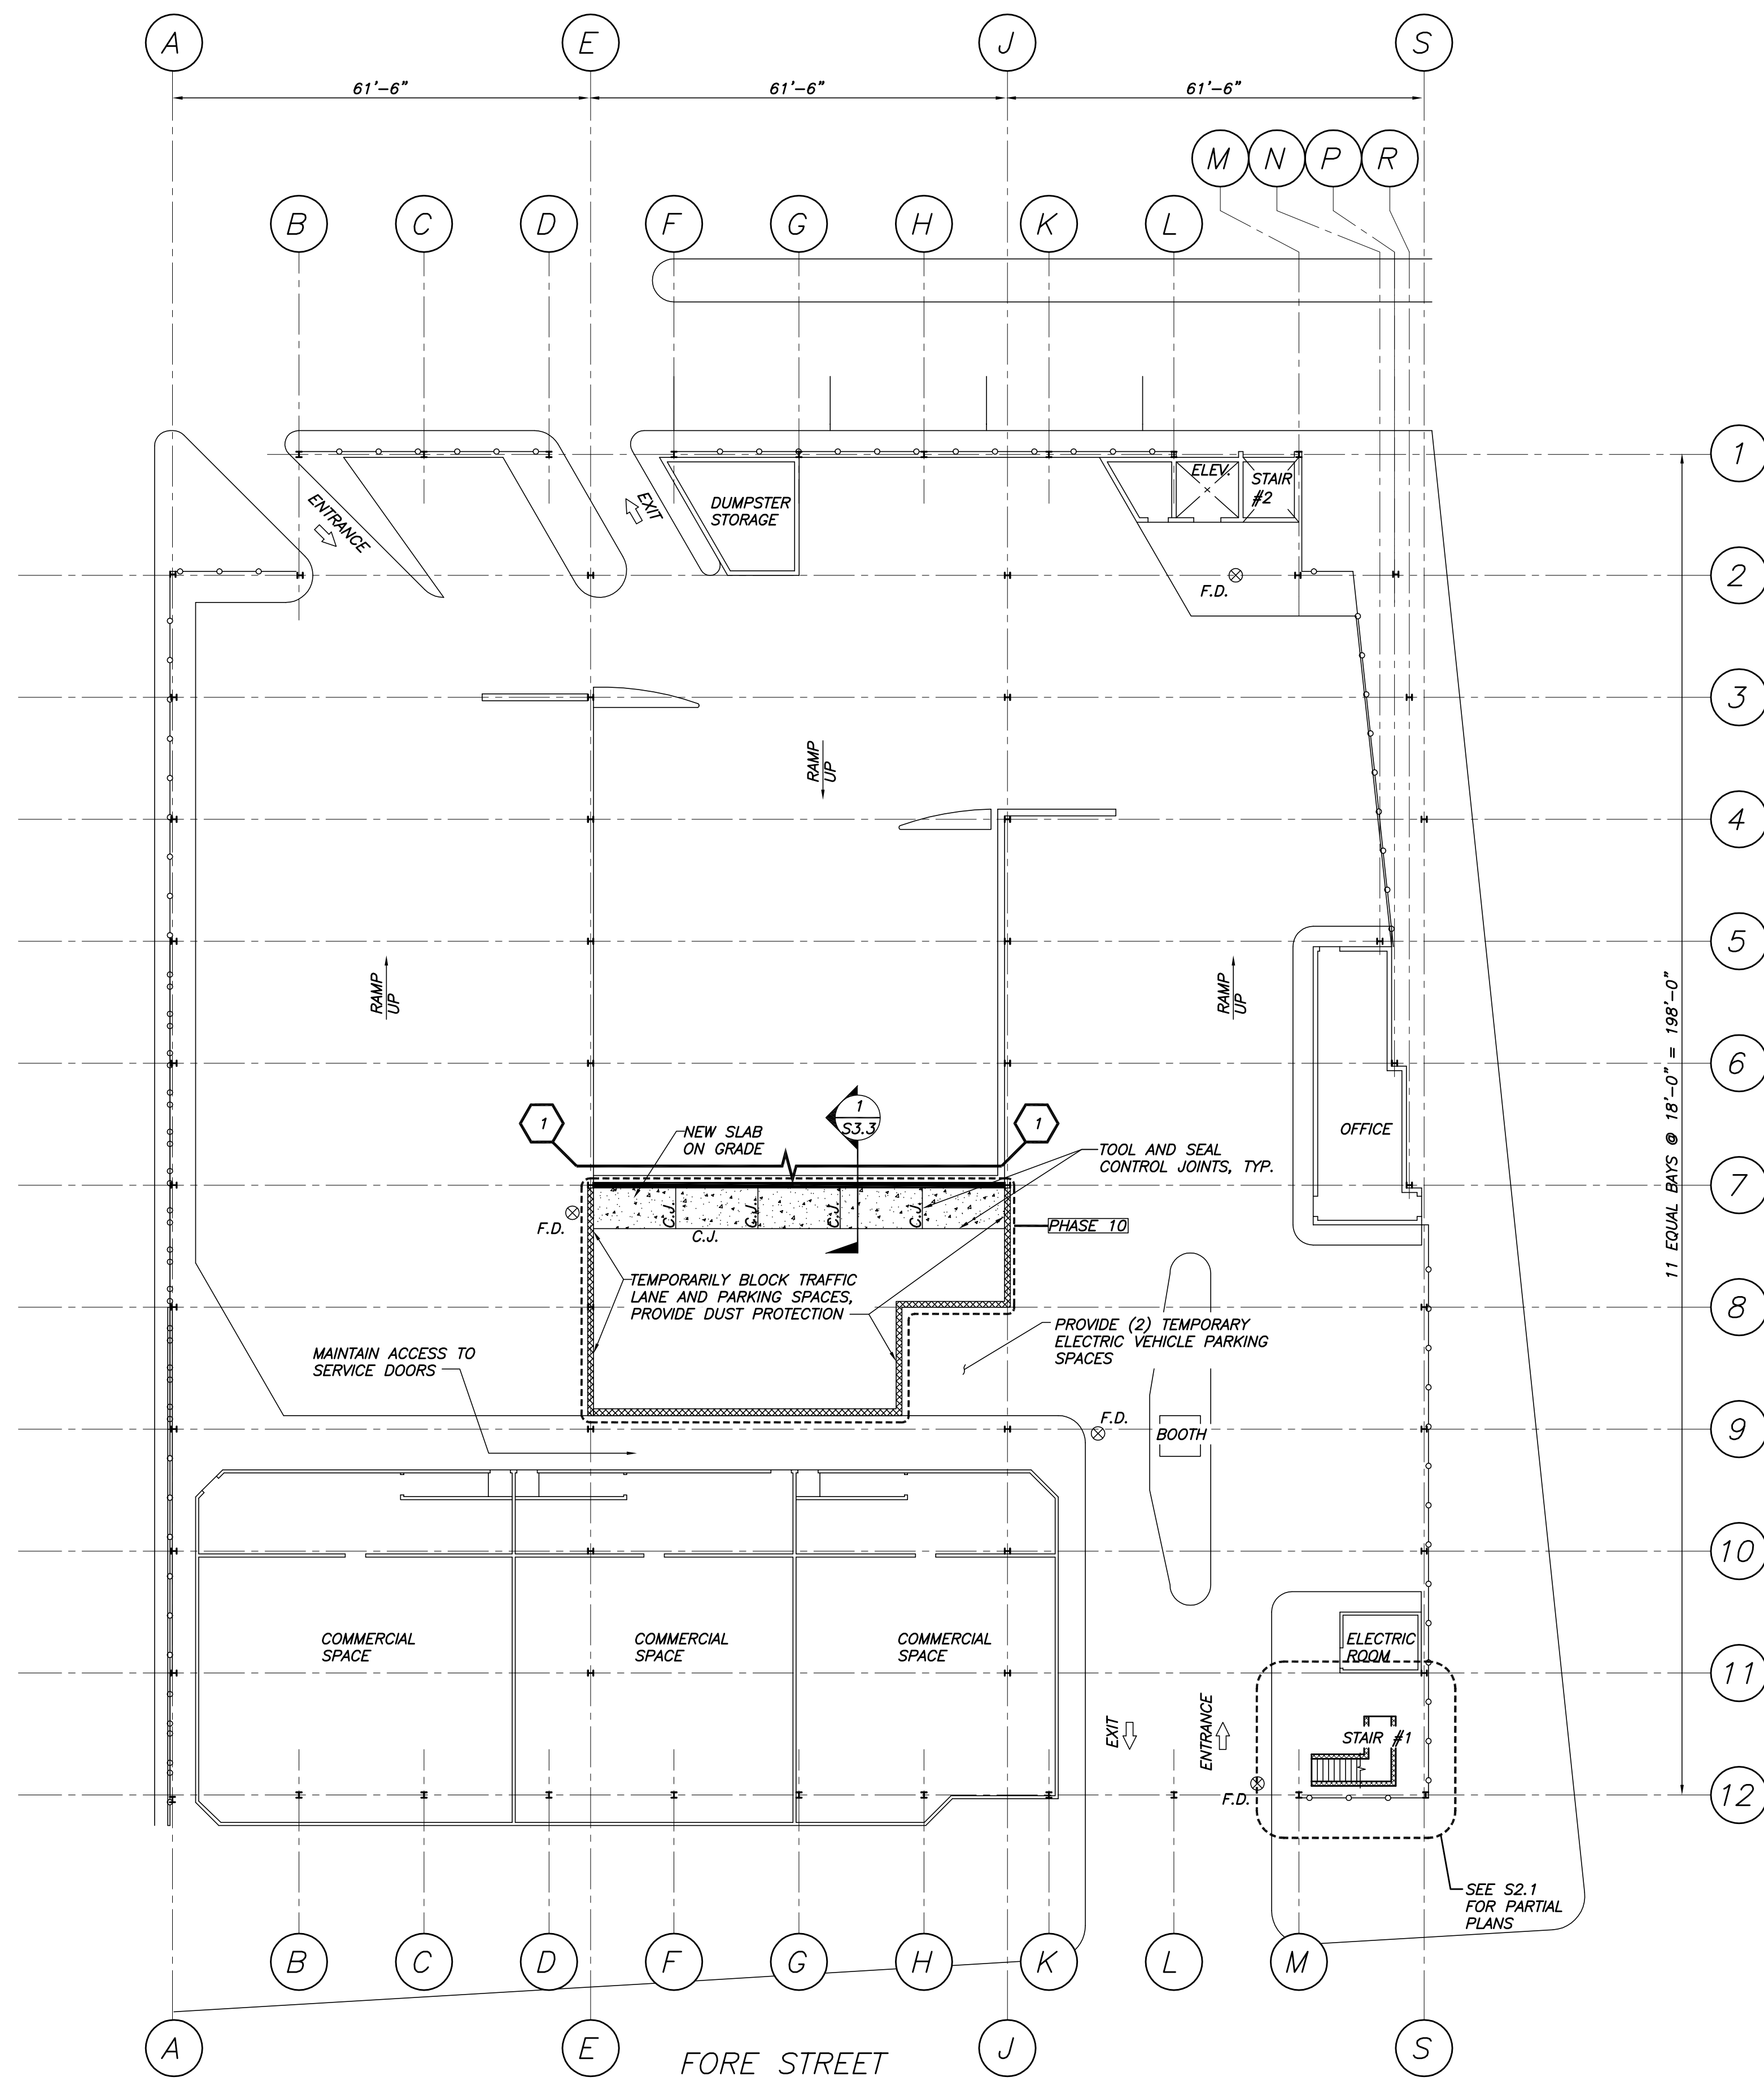 A
E
J
S
61'-6"
61'-6"
61'-6"
M
N
P
R
B
C
D
F
G
H
K
L
1
ELEV.
STAIR
#2
DUMPSTER
STORAGE
EXIT
ENTRANCE
2
F.D.
3
RAMP
UP
4
5
RAMP
UP
RAMP
UP
11 EQUAL BAYS @ 18'-0" = 198'-0"
6
1
1
S3.3
1
OFFICE
NEW SLAB
ON GRADE
TOOL AND SEAL
CONTROL JOINTS, TYP.
7
C.J.
C.J.
C.J.
C.J.
F.D.
C.J.
PHASE 10
TEMPORARILY BLOCK TRAFFIC
LANE AND PARKING SPACES,
PROVIDE DUST PROTECTION
8
PROVIDE (2) TEMPORARY
ELECTRIC VEHICLE PARKING
SPACES
MAINTAIN ACCESS TO
SERVICE DOORS
F.D.
BOOTH
9
10
COMMERCIAL
SPACE
COMMERCIAL
SPACE
COMMERCIAL
SPACE
ELECTRIC
ROOM
11
EXIT
ENTRANCE
STAIR #1
F.D.
12
SEE S2.1
FOR PARTIAL
PLANS
B
C
D
F
G
H
K
L
M
A
E
J
S
FORE STREET